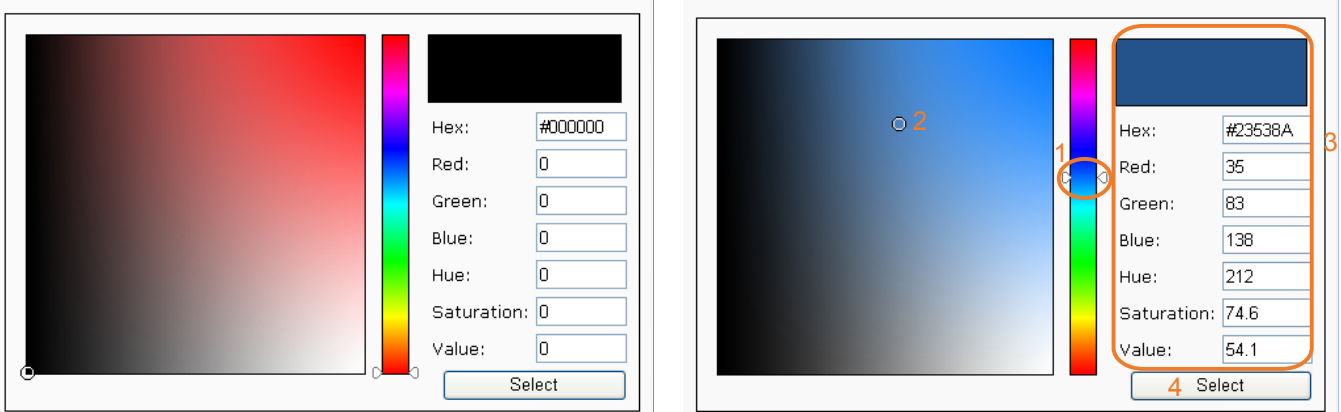 Hex: #000000
Red: 0
Green: 0
Blue: 0
Hue: 0
Saturation: 0
Value: 0
Select
2
1
3
Hex: #23538A
Red: 35
Green: 83
Blue: 138
Hue: 212
Saturation: 74.6
Value: 54.1
4 Select